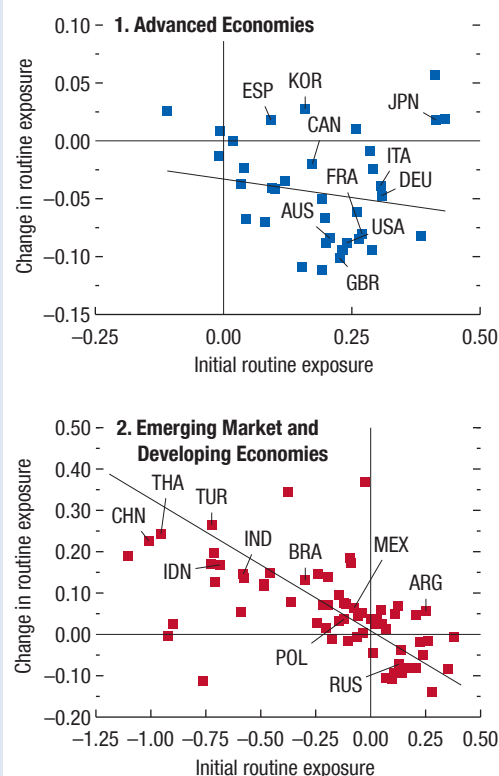 1. Advanced Economies
Change in routine exposure
0.10
0.05
0.00
−0.05
−0.10
−0.15
ESP
KOR
JPN
CAN
ITA
FRA
DEU
AUS
USA
GBR
−0.25
0.00
0.25
0.50
Initial routine exposure
2. Emerging Market and
Developing Economies
Change in routine exposure
0.50
0.40
0.30
0.20
0.10
0.00
−0.10
−0.20
THA
TUR
CHN
IND
IDN
BRA
MEX
ARG
POL
RUS
−1.25 −1.00 −0.75 −0.50 −0.25 0.00 0.25 0.50
Initial routine exposure